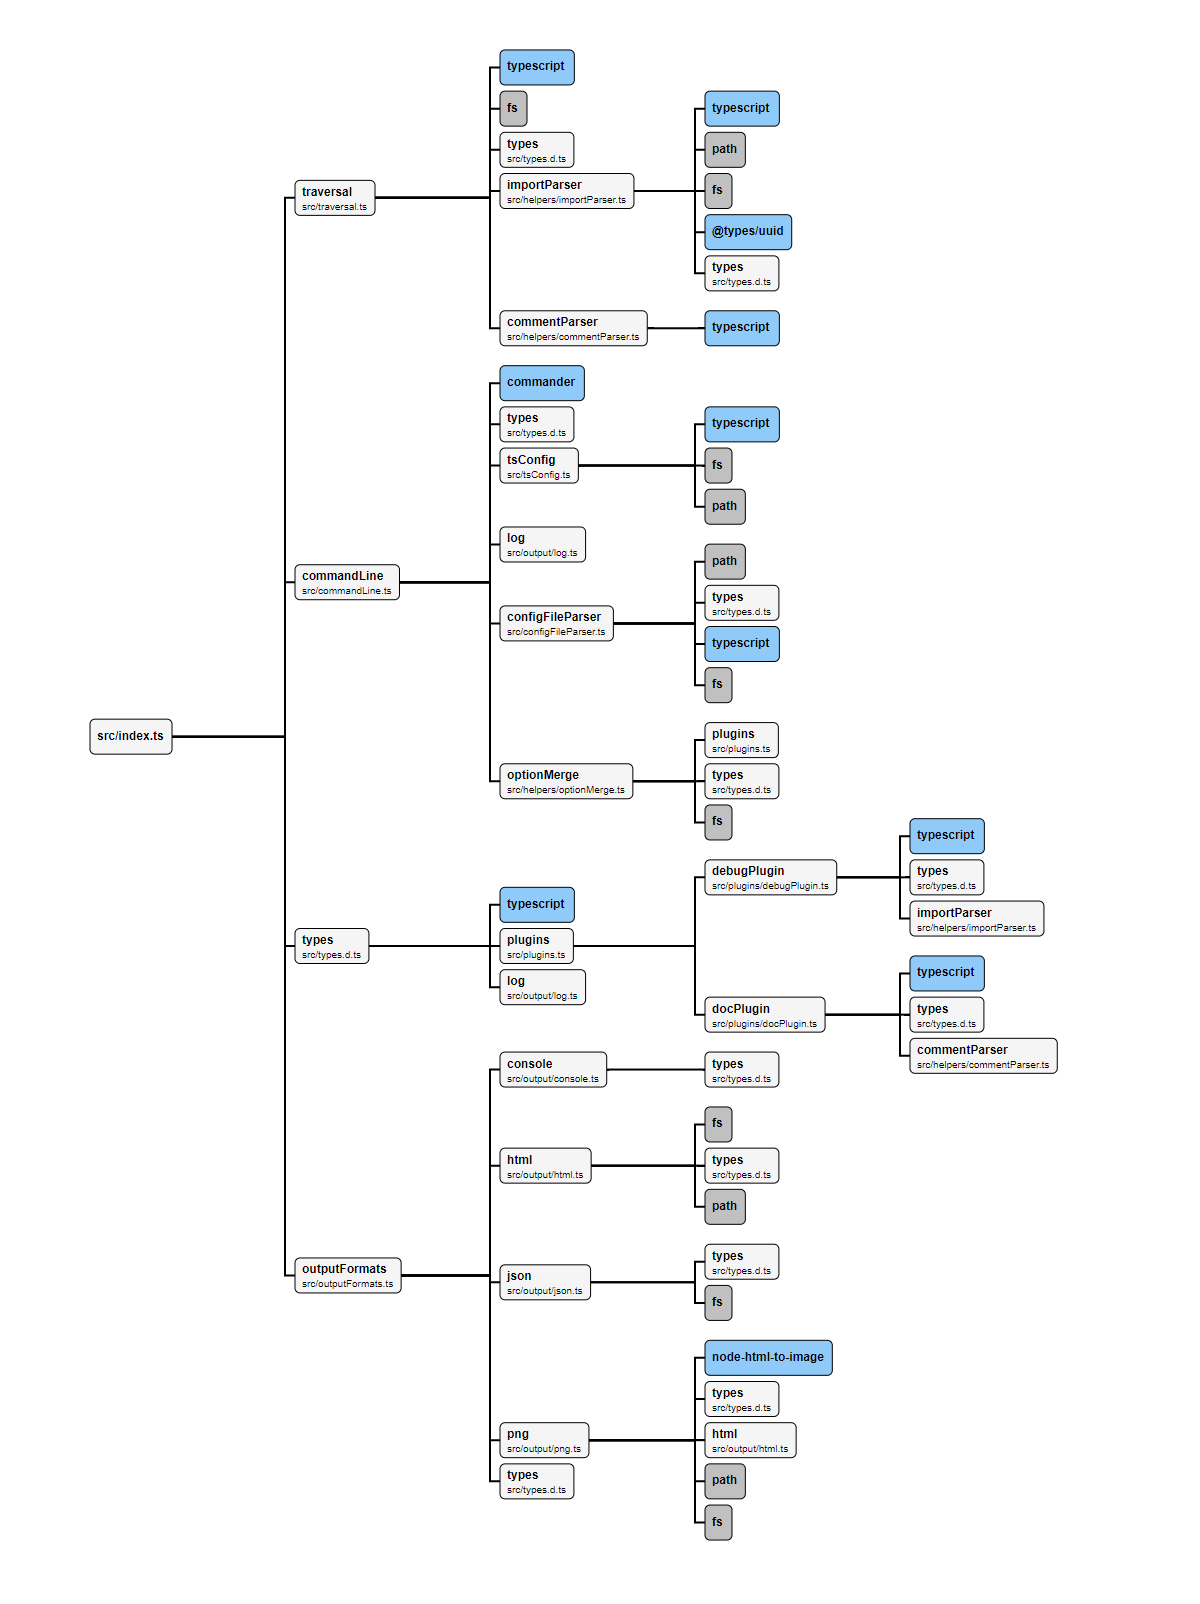 src/index.ts
traversal
src/traversal.ts
typescript
fs
types
src/types.d.ts
importParser
src/helpers/importParser.ts
typescript
path
fs
@types/uuid
types
src/types.d.ts
commentParser
src/helpers/commentParser.ts
typescript
commandLine
src/commandLine.ts
commander
types
src/types.d.ts
tsConfig
src/tsConfig.ts
typescript
fs
path
log
src/output/log.ts
configFileParser
src/configFileParser.ts
path
types
src/types.d.ts
typescript
fs
optionMerge
src/helpers/optionMerge.ts
plugins
src/plugins.ts
types
src/types.d.ts
fs
types
src/types.d.ts
typescript
plugins
src/plugins.ts
debugPlugin
src/plugins/debugPlugin.ts
typescript
types
src/types.d.ts
importParser
src/helpers/importParser.ts
docPlugin
src/plugins/docPlugin.ts
typescript
types
src/types.d.ts
commentParser
src/helpers/commentParser.ts
log
src/output/log.ts
outputFormats
src/outputFormats.ts
console
src/output/console.ts
types
src/types.d.ts
html
src/output/html.ts
fs
types
src/types.d.ts
path
json
src/output/json.ts
types
src/types.d.ts
fs
png
src/output/png.ts
node-html-to-image
types
src/types.d.ts
html
src/output/html.ts
path
fs
types
src/types.d.ts